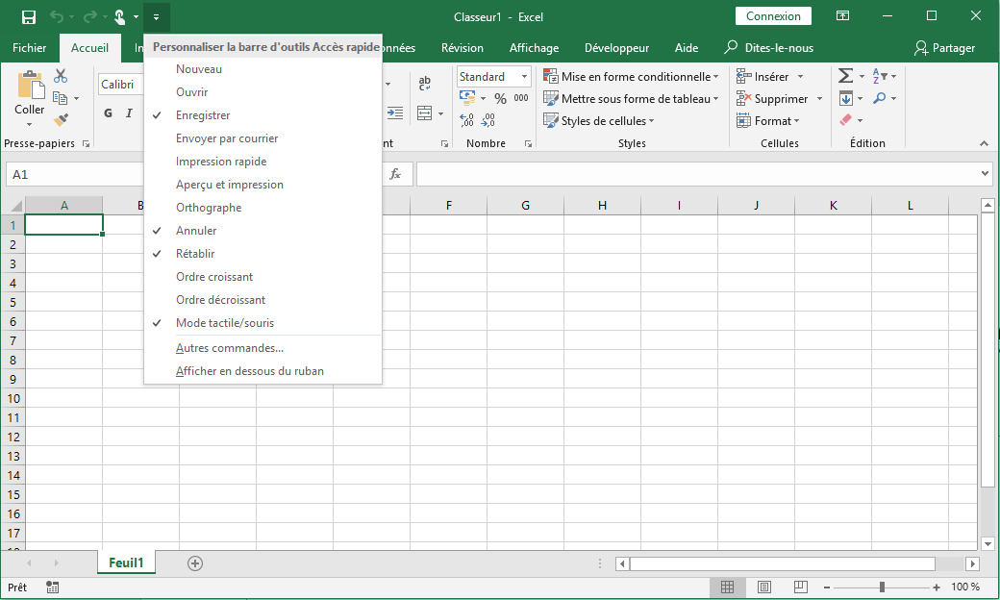 Classeur1 - Excel
Connexion
Fichier Accueil In Personnaliser la barre d'outils Accès rapide onnées Révision Affichage Développeur Aide Dites-le-nous Partager
Nouveau
Ouvrir
Enregistrer
Envoyer par courrier
Impression rapide
Aperçu et impression
Orthographe
Annuler
Rétablir
Ordre croissant
Ordre décroissant
Mode tactile/souris
Autres commandes...
Afficher en dessous du ruban
Coller
Presse-papiers
Calibri
G I
ab
c
nt
Standard
% 000
,00 ,00
Nombre
Mise en forme conditionnelle
Mettre sous forme de tableau
Styles de cellules
Styles
Insérer
Supprimer
Format
Cellules
Σ A Z
Édition
A1 fx
A B F G H I J K L
1
2
3
4
5
6
7
8
9
10
11
12
13
14
15
16
17
18
Feuil1
Prêt 100 %